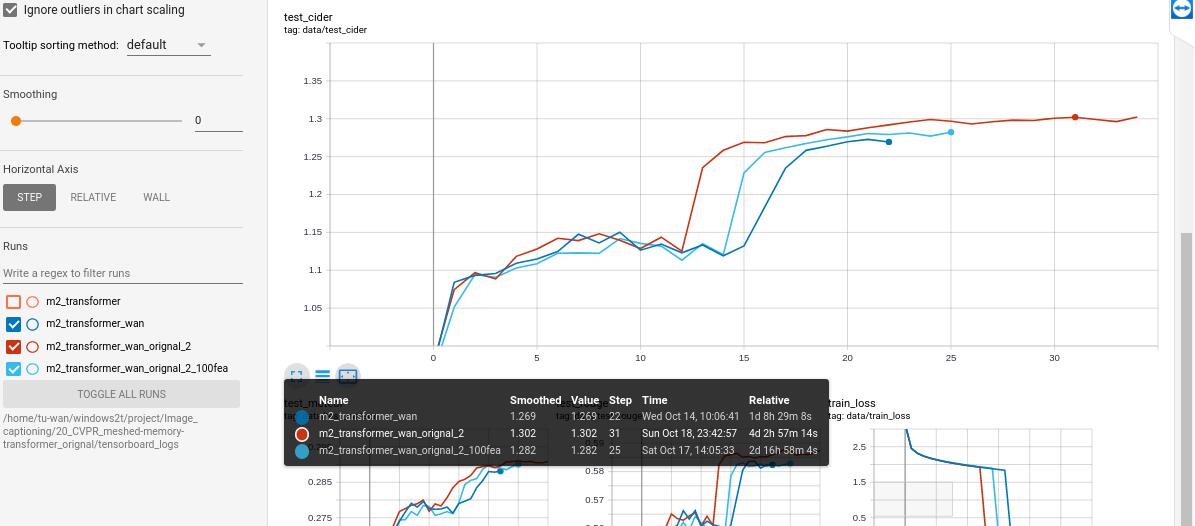 Ignore outliers in chart scaling
Tooltip sorting method: default
Smoothing
0
Horizontal Axis
STEP RELATIVE WALL
Runs
Write a regex to filter runs
m2_transformer
m2_transformer_wan
m2_transformer_wan_orignal_2
m2_transformer_wan_orignal_2_100fea
TOGGLE ALL RUNS
/home/tu-wan/windows2t/project/Image_
captioning/20_CVPR_meshed-memory-
transformer_orignal/tensorboard_logs
test_cider
tag: data/test_cider
1.35
1.3
1.25
1.2
1.15
1.1
1.05
0 5 10 15 20 25 30
Name Smoothed Value Step Time Relative
m2_transformer_wan 1.269 1.269 22 Wed Oct 14, 10:06:41 1d 8h 29m 8s
m2_transformer_wan_orignal_2 1.302 1.302 31 Sun Oct 18, 23:42:57 4d 2h 57m 14s
m2_transformer_wan_orignal_2_100fea 1.282 1.282 25 Sat Oct 17, 14:05:33 2d 16h 58m 4s
0.285
0.275
0.59
0.58
0.57
train_loss
tag: data/train_loss
2.5
1.5
0.5